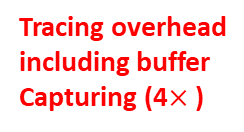 Tracing overhead
including buffer
Capturing (4× )